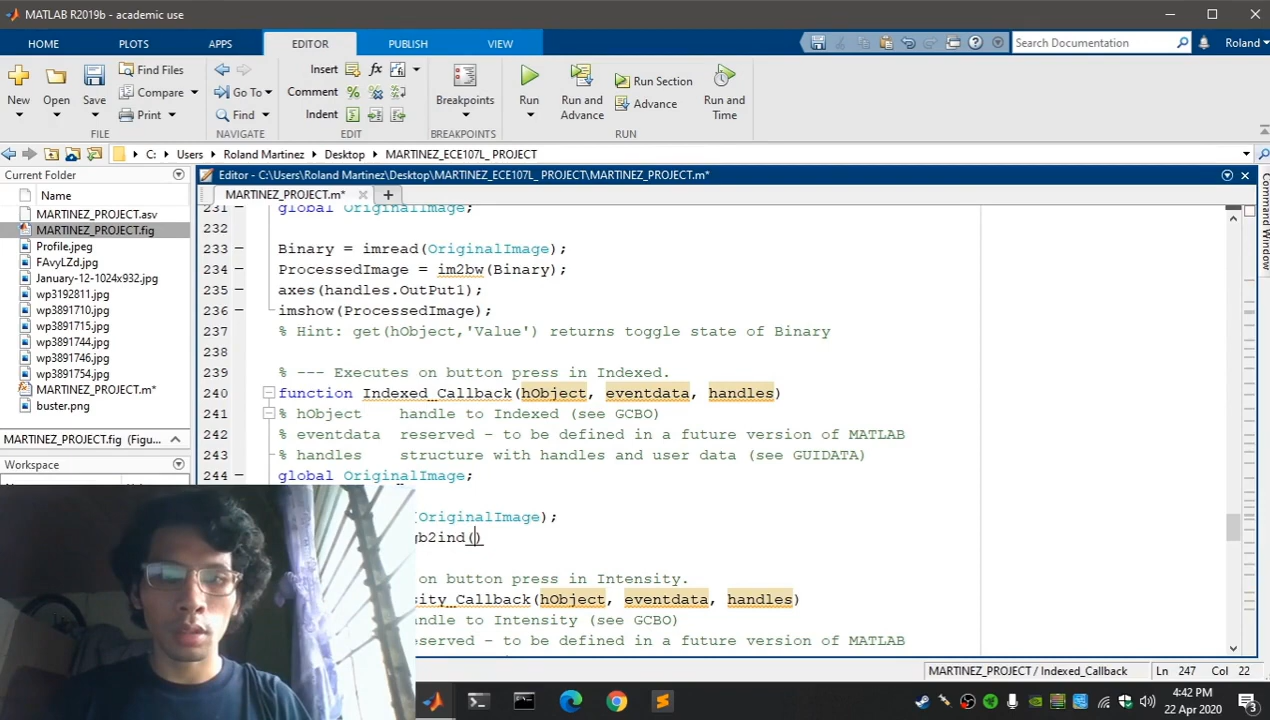 MATLAB R2019b - academic use
HOME PLOTS APPS EDITOR PUBLISH VIEW Search Documentation Roland
Find Files Insert fx Run Section
Compare Go To Comment Advance
New Open Save Print Find Indent Breakpoints Run Run and Advance Run and Time
FILE NAVIGATE EDIT BREAKPOINTS RUN
C: Users Roland Martinez Desktop MARTINEZ_ECE107L_ PROJECT
Current Folder
Name
MARTINEZ_PROJECT.asv
MARTINEZ_PROJECT.fig
Profile.jpeg
FAvyLZd.jpg
January-12-1024x932.jpg
wp3192811.jpg
wp3891710.jpg
wp3891715.jpg
wp3891744.jpg
wp3891746.jpg
wp3891754.jpg
MARTINEZ_PROJECT.m*
buster.png
MARTINEZ_PROJECT.fig (Figu...
Workspace
Editor - C:\Users\Roland Martinez\Desktop\MARTINEZ_ECE107L_ PROJECT\MARTINEZ_PROJECT.m*
MARTINEZ_PROJECT.m*
231 global OriginalImage;
232
233 Binary = imread(OriginalImage);
234 ProcessedImage = im2bw(Binary);
235 axes(handles.OutPut1);
236 imshow(ProcessedImage);
237 % Hint: get(hObject,'Value') returns toggle state of Binary
238
239 % --- Executes on button press in Indexed.
240 function Indexed_Callback(hObject, eventdata, handles)
241 % hObject handle to Indexed (see GCBO)
242 % eventdata reserved - to be defined in a future version of MATLAB
243 % handles structure with handles and user data (see GUIDATA)
244 global OriginalImage;
(OriginalImage);
gb2ind()
on button press in Intensity.
sity_Callback(hObject, eventdata, handles)
andle to Intensity (see GCBO)
eserved - to be defined in a future version of MATLAB
Command Window
MARTINEZ_PROJECT / Indexed_Callback Ln 247 Col 22
4:42 PM
22 Apr 2020
3